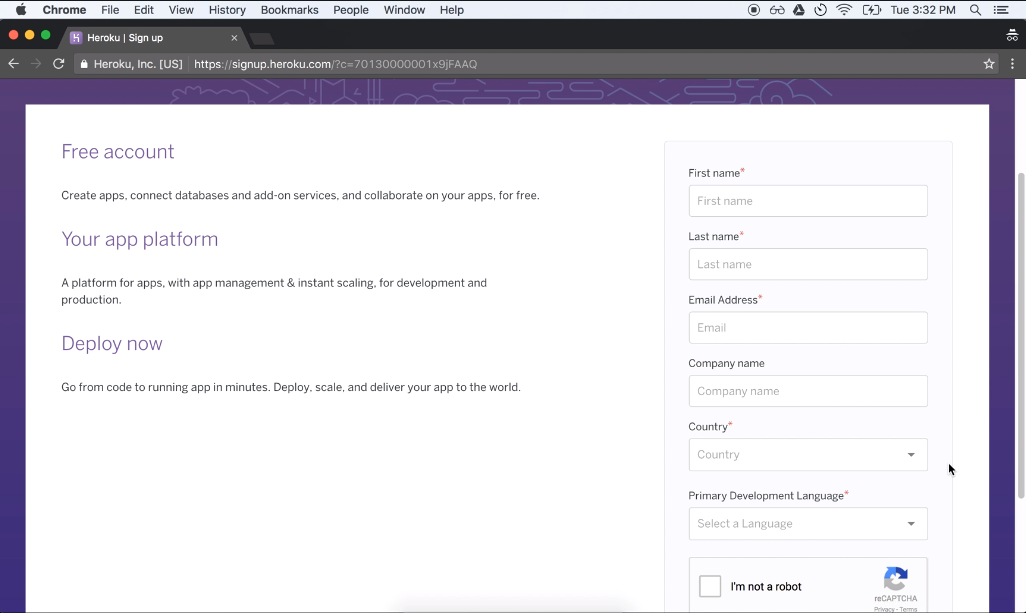 Chrome File Edit View History Bookmarks People Window Help Tue 3:32 PM
Heroku | Sign up
Heroku, Inc. [US] https://signup.heroku.com/?c=70130000001x9jFAAQ
Free account
Create apps, connect databases and add-on services, and collaborate on your apps, for free.
Your app platform
A platform for apps, with app management & instant scaling, for development and
production.
Deploy now
Go from code to running app in minutes. Deploy, scale, and deliver your app to the world.
First name*
First name
Last name*
Last name
Email Address*
Email
Company name
Company name
Country*
Country
Primary Development Language*
Select a Language
I'm not a robot
reCAPTCHA
Privacy - Terms